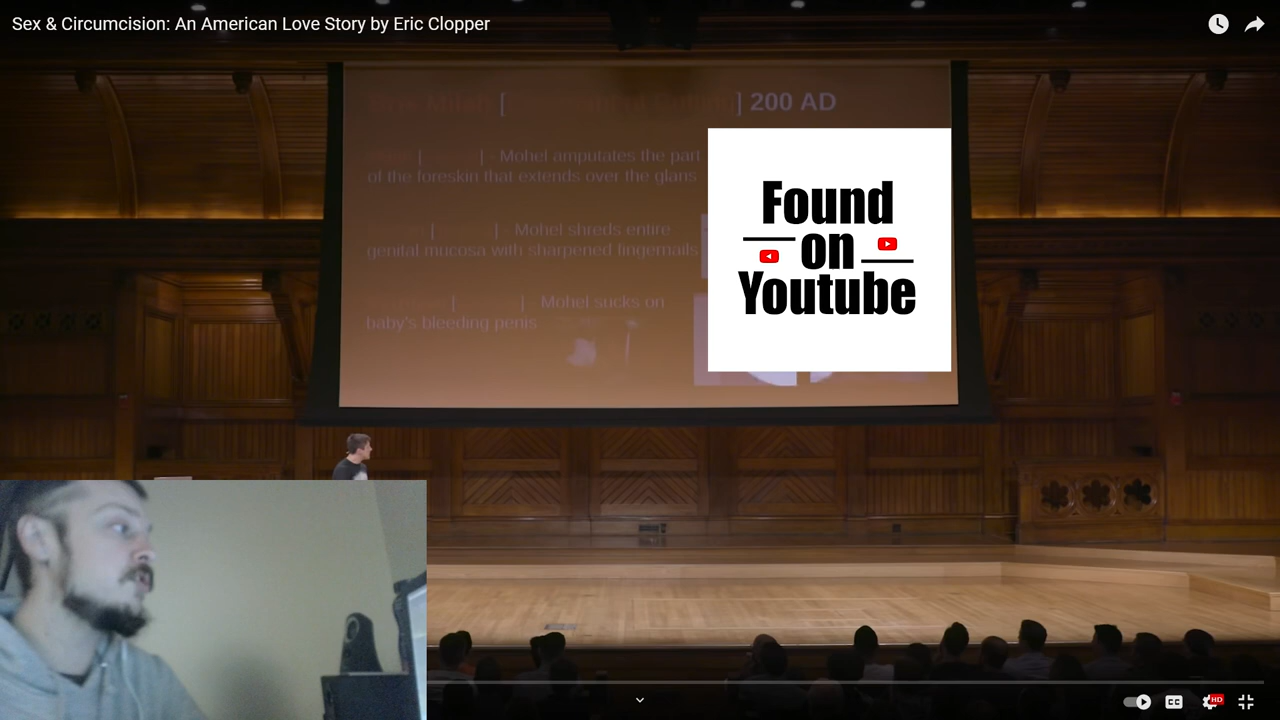 Sex & Circumcision: An American Love Story by Eric Clopper
[ ] 200 AD
[ ] - Mohel amputates the part
of the foreskin that extends over the glans
[ ] - Mohel shreds entire
genital mucosa with sharpened fingernails
[ ] - Mohel sucks on
baby's bleeding penis
Found
on
Youtube
CC
HD